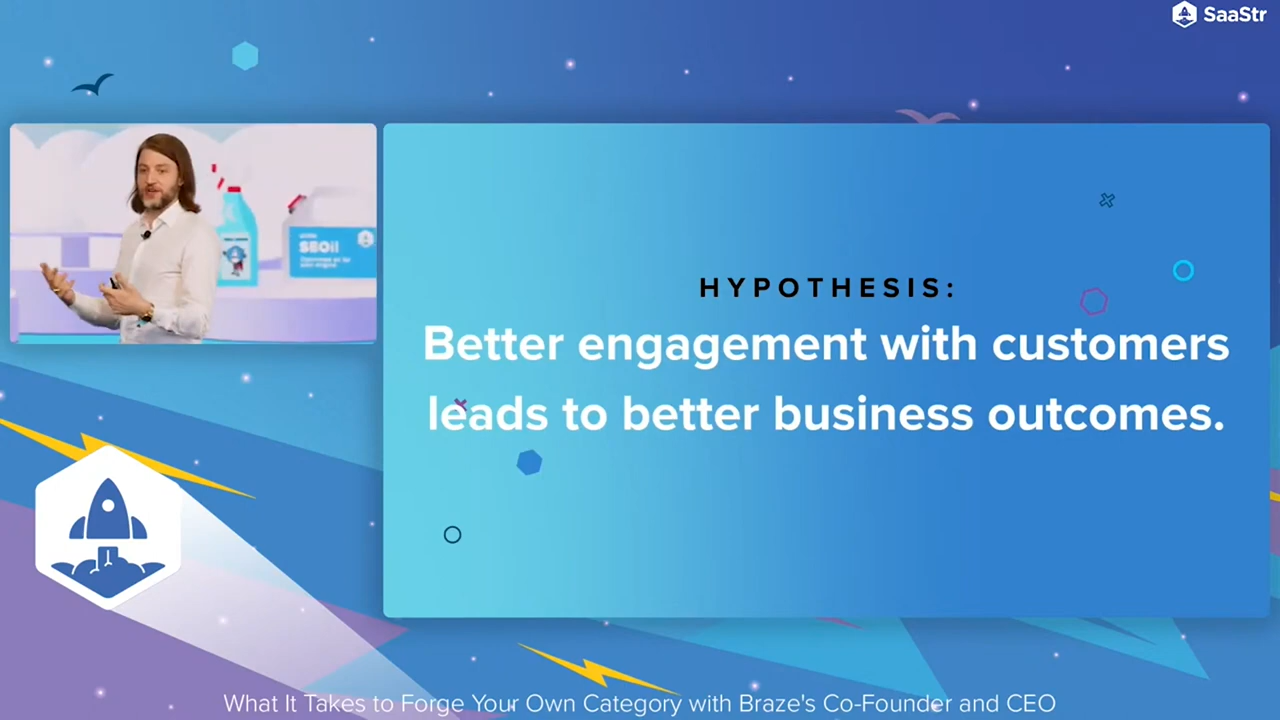 SaaStr
$EOil
HYPOTHESIS:
Better engagement with customers
leads to better business outcomes.
What It Takes to Forge Your Own Category with Braze's Co-Founder and CEO